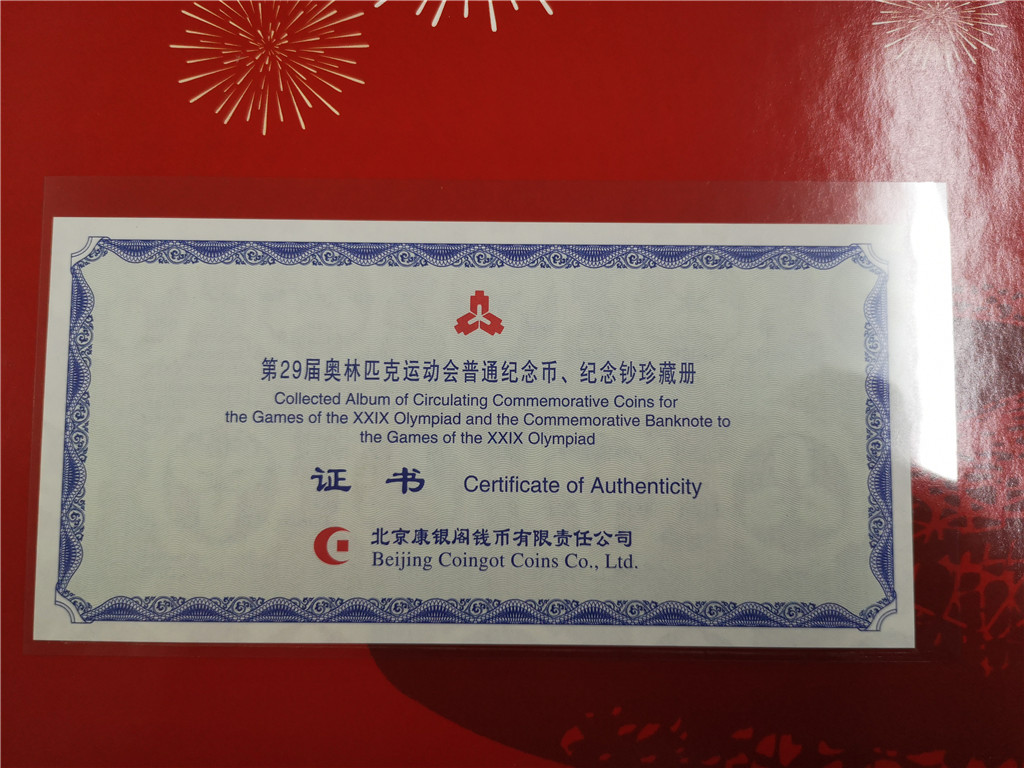 第29届奥林匹克运动会普通纪念币、纪念钞珍藏册
Collected Album of Circulating Commemorative Coins for
the Games of the XXIX Olympiad and the Commemorative Banknote to
the Games of the XXIX Olympiad
证 书 Certificate of Authenticity
北京康银阁钱币有限责任公司
Beijing Coingot Coins Co., Ltd.